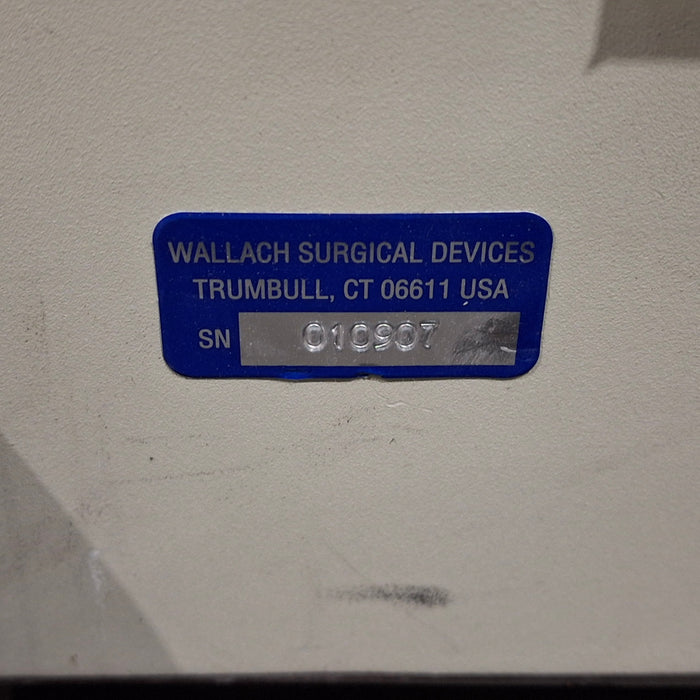 WALLACH SURGICAL DEVICES
TRUMBULL, CT 06611 USA
SN 010907